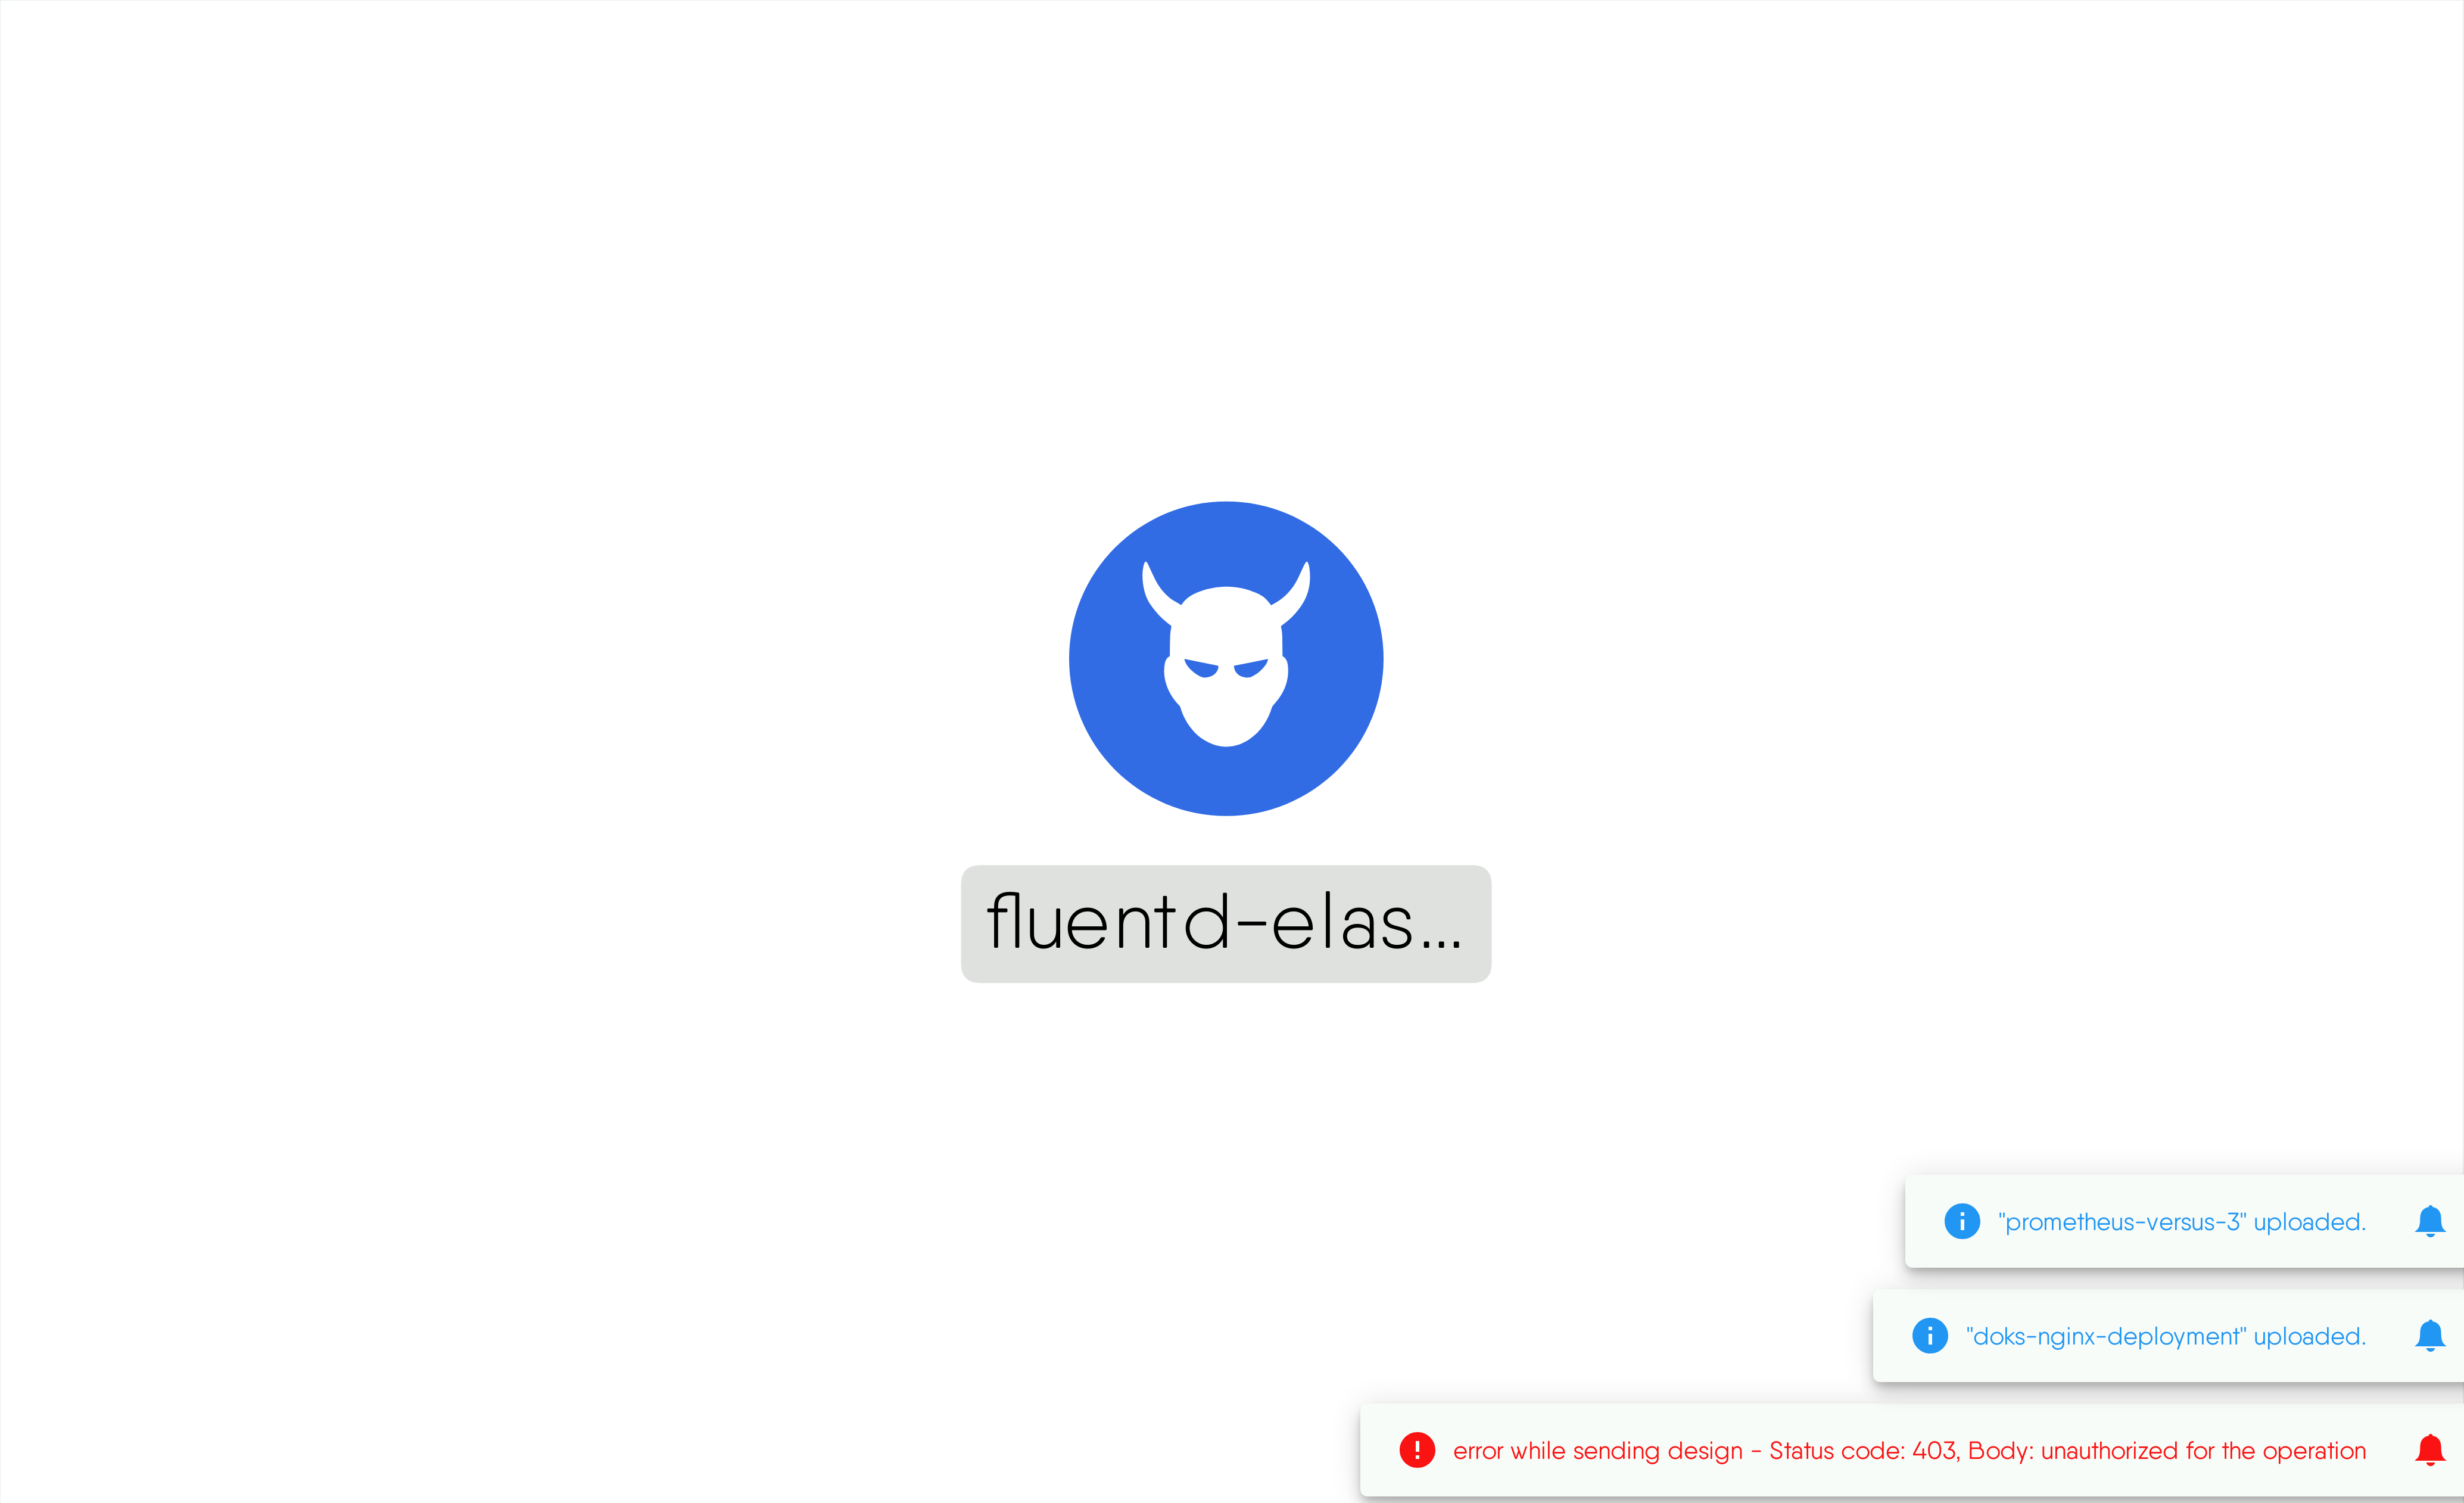 fluentd-elas...
"prometheus-versus-3" uploaded.
"doks-nginx-deployment" uploaded.
error while sending design - Status code: 403, Body: unauthorized for the operation